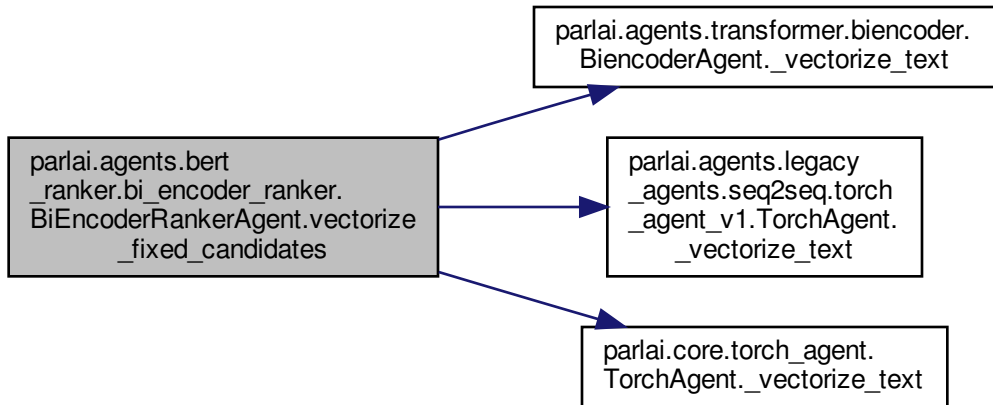 parlai.agents.bert
_ranker.bi_encoder_ranker.
BiEncoderRankerAgent.vectorize
_fixed_candidates
parlai.agents.transformer.biencoder.
BiencoderAgent._vectorize_text
parlai.agents.legacy
_agents.seq2seq.torch
_agent_v1.TorchAgent.
_vectorize_text
parlai.core.torch_agent.
TorchAgent._vectorize_text